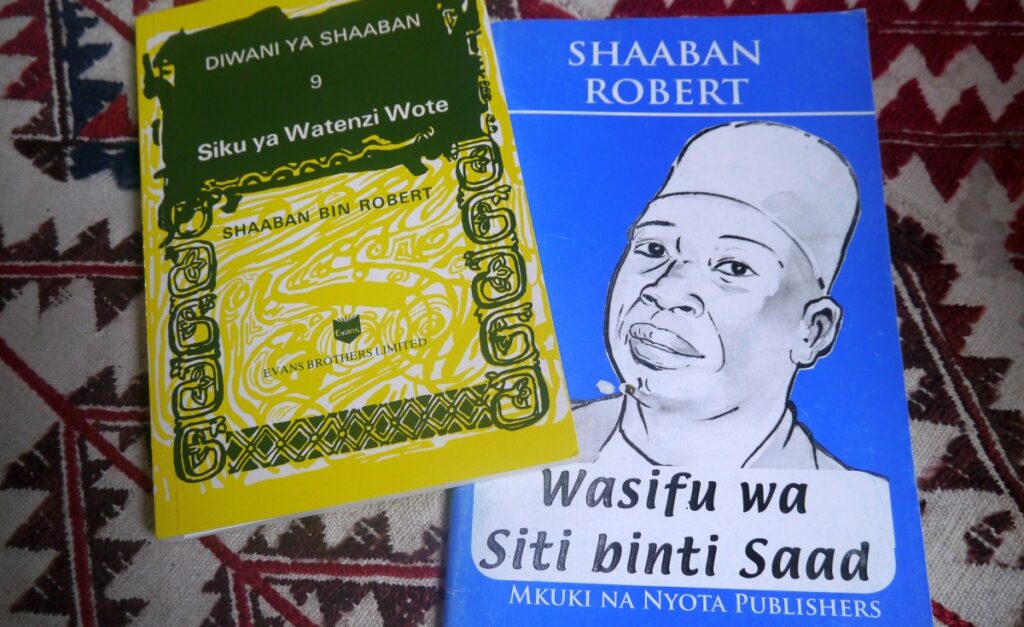 DIWANI YA SHAABAN
9
Siku ya Watenzi Wote
SHAABAN BIN ROBERT
Evans
EVANS BROTHERS LIMITED
SHAABAN
ROBERT
Wasifu wa
Siti binti Saad
MKUKI NA NYOTA PUBLISHERS